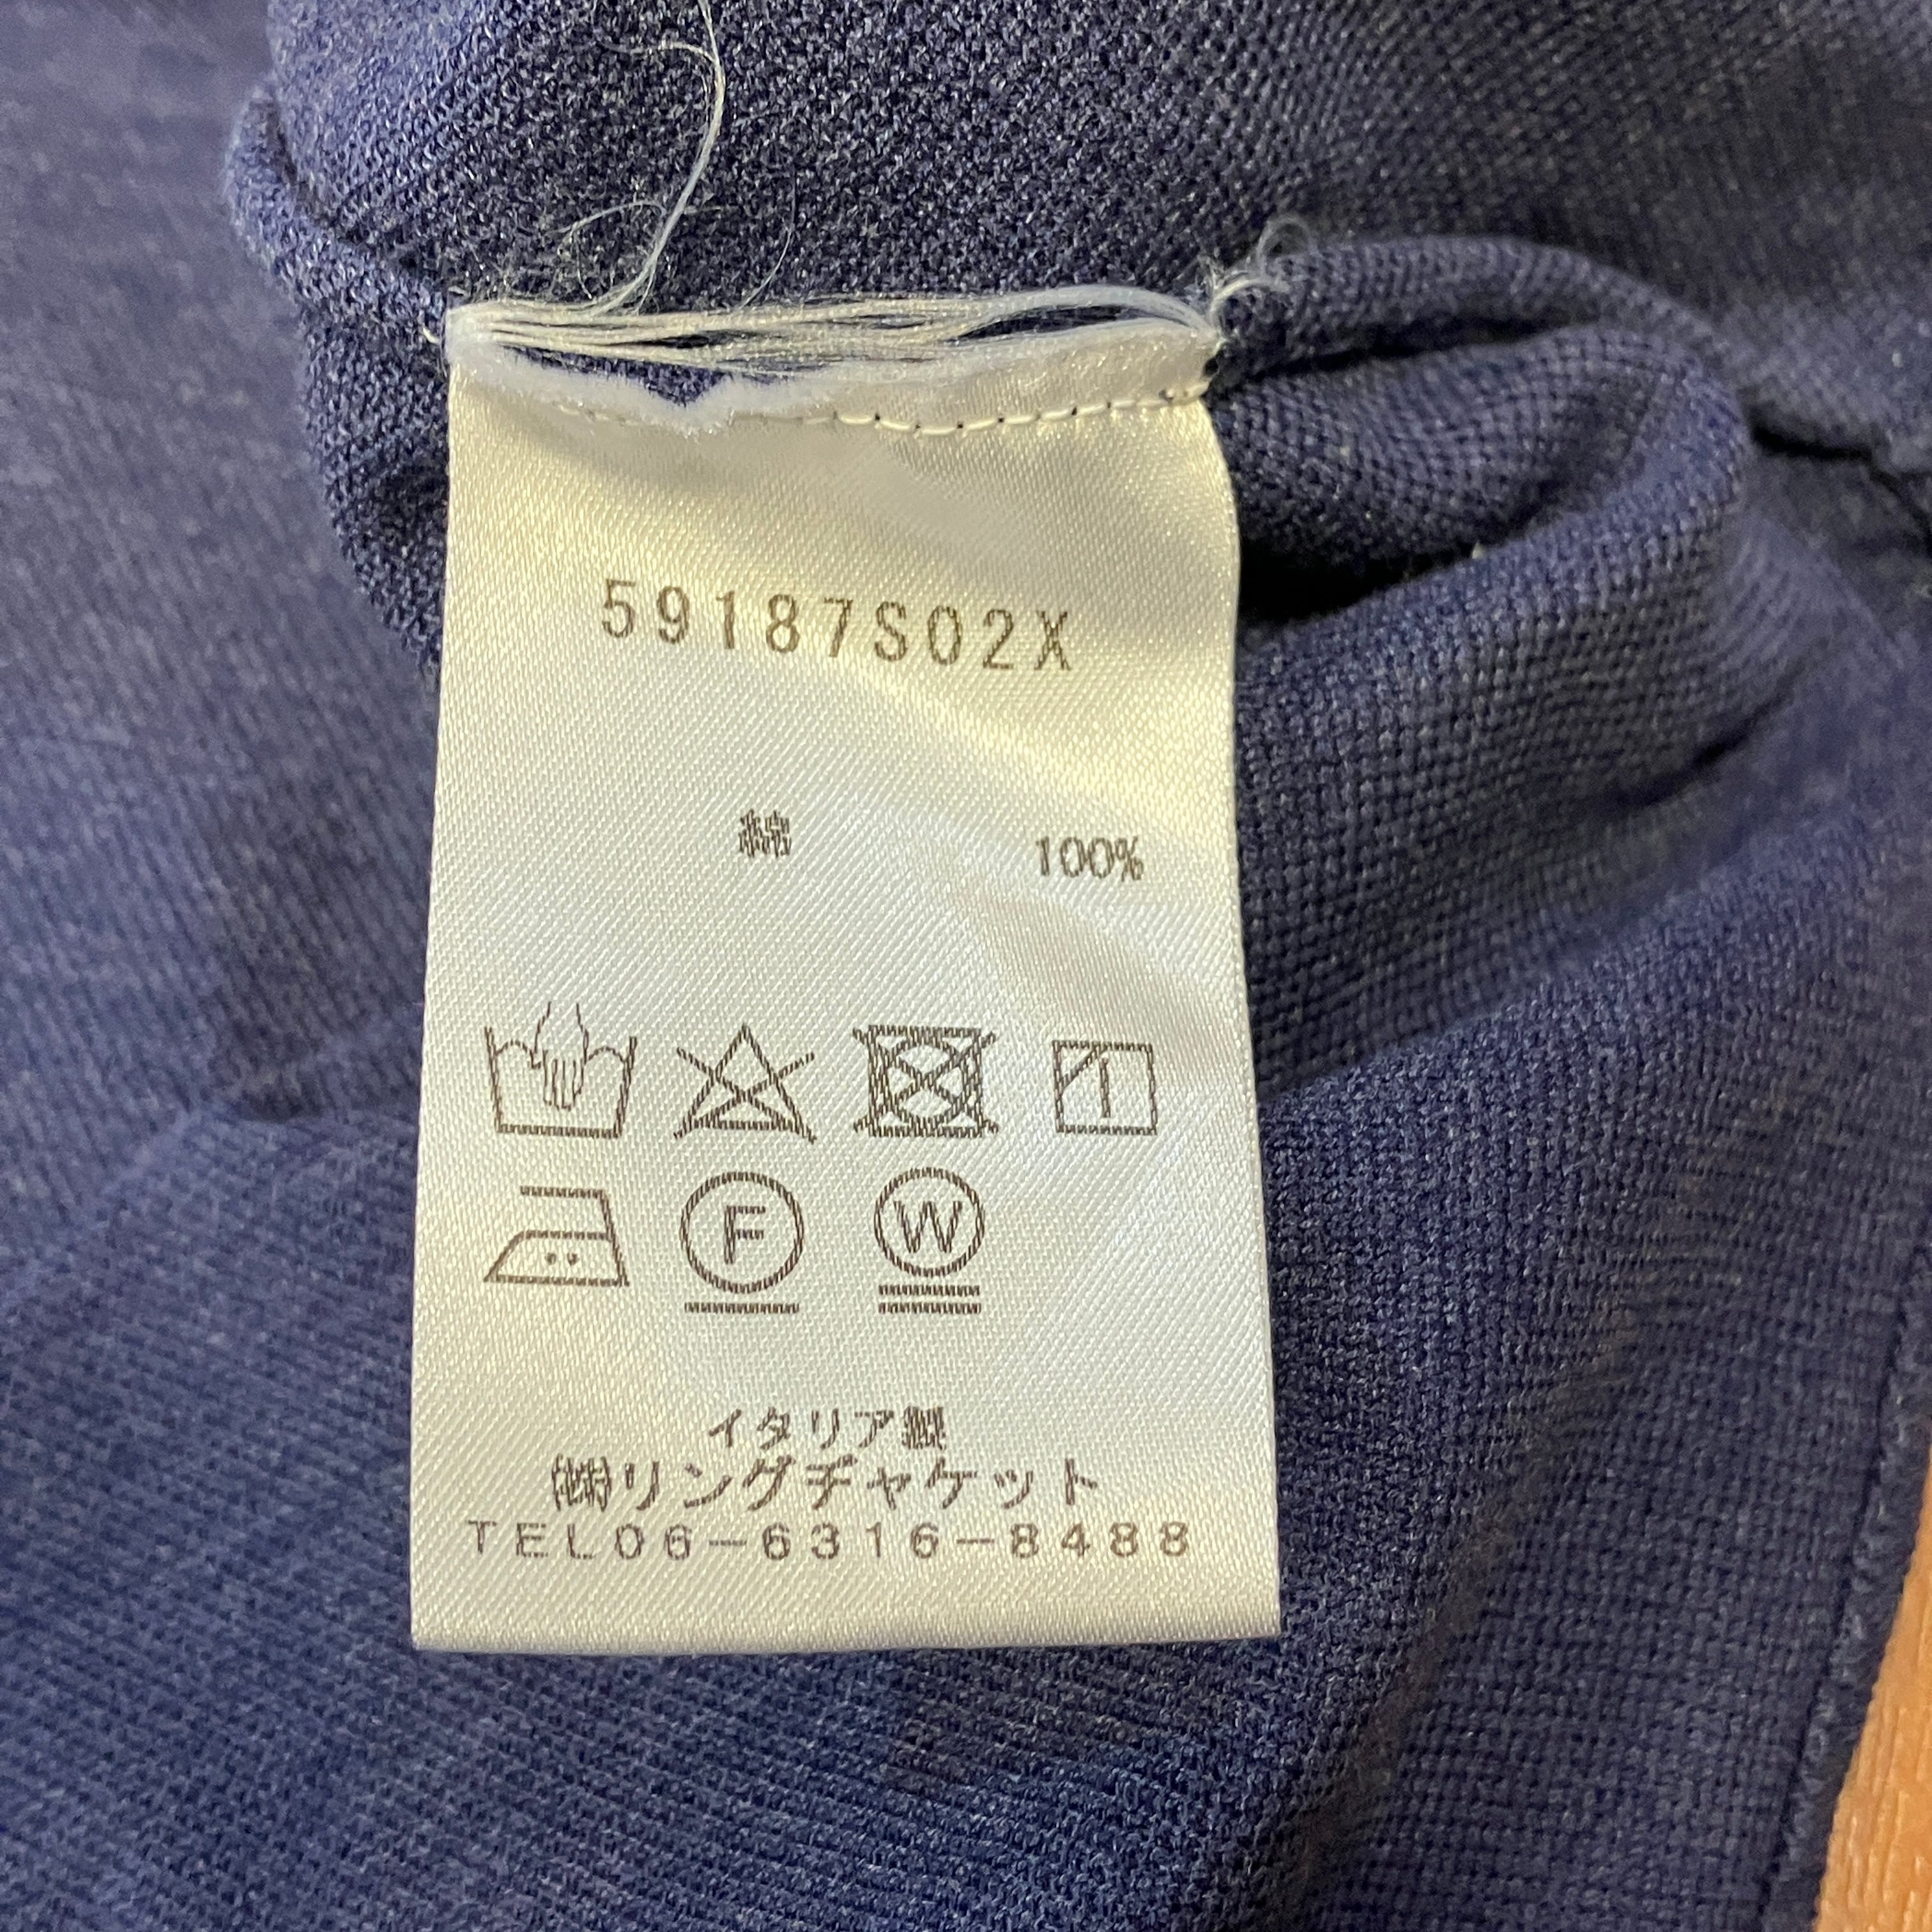 59187S02X
綿 100%
F W
イタリア製
㈱リングヂャケット
TEL06-6316-8488